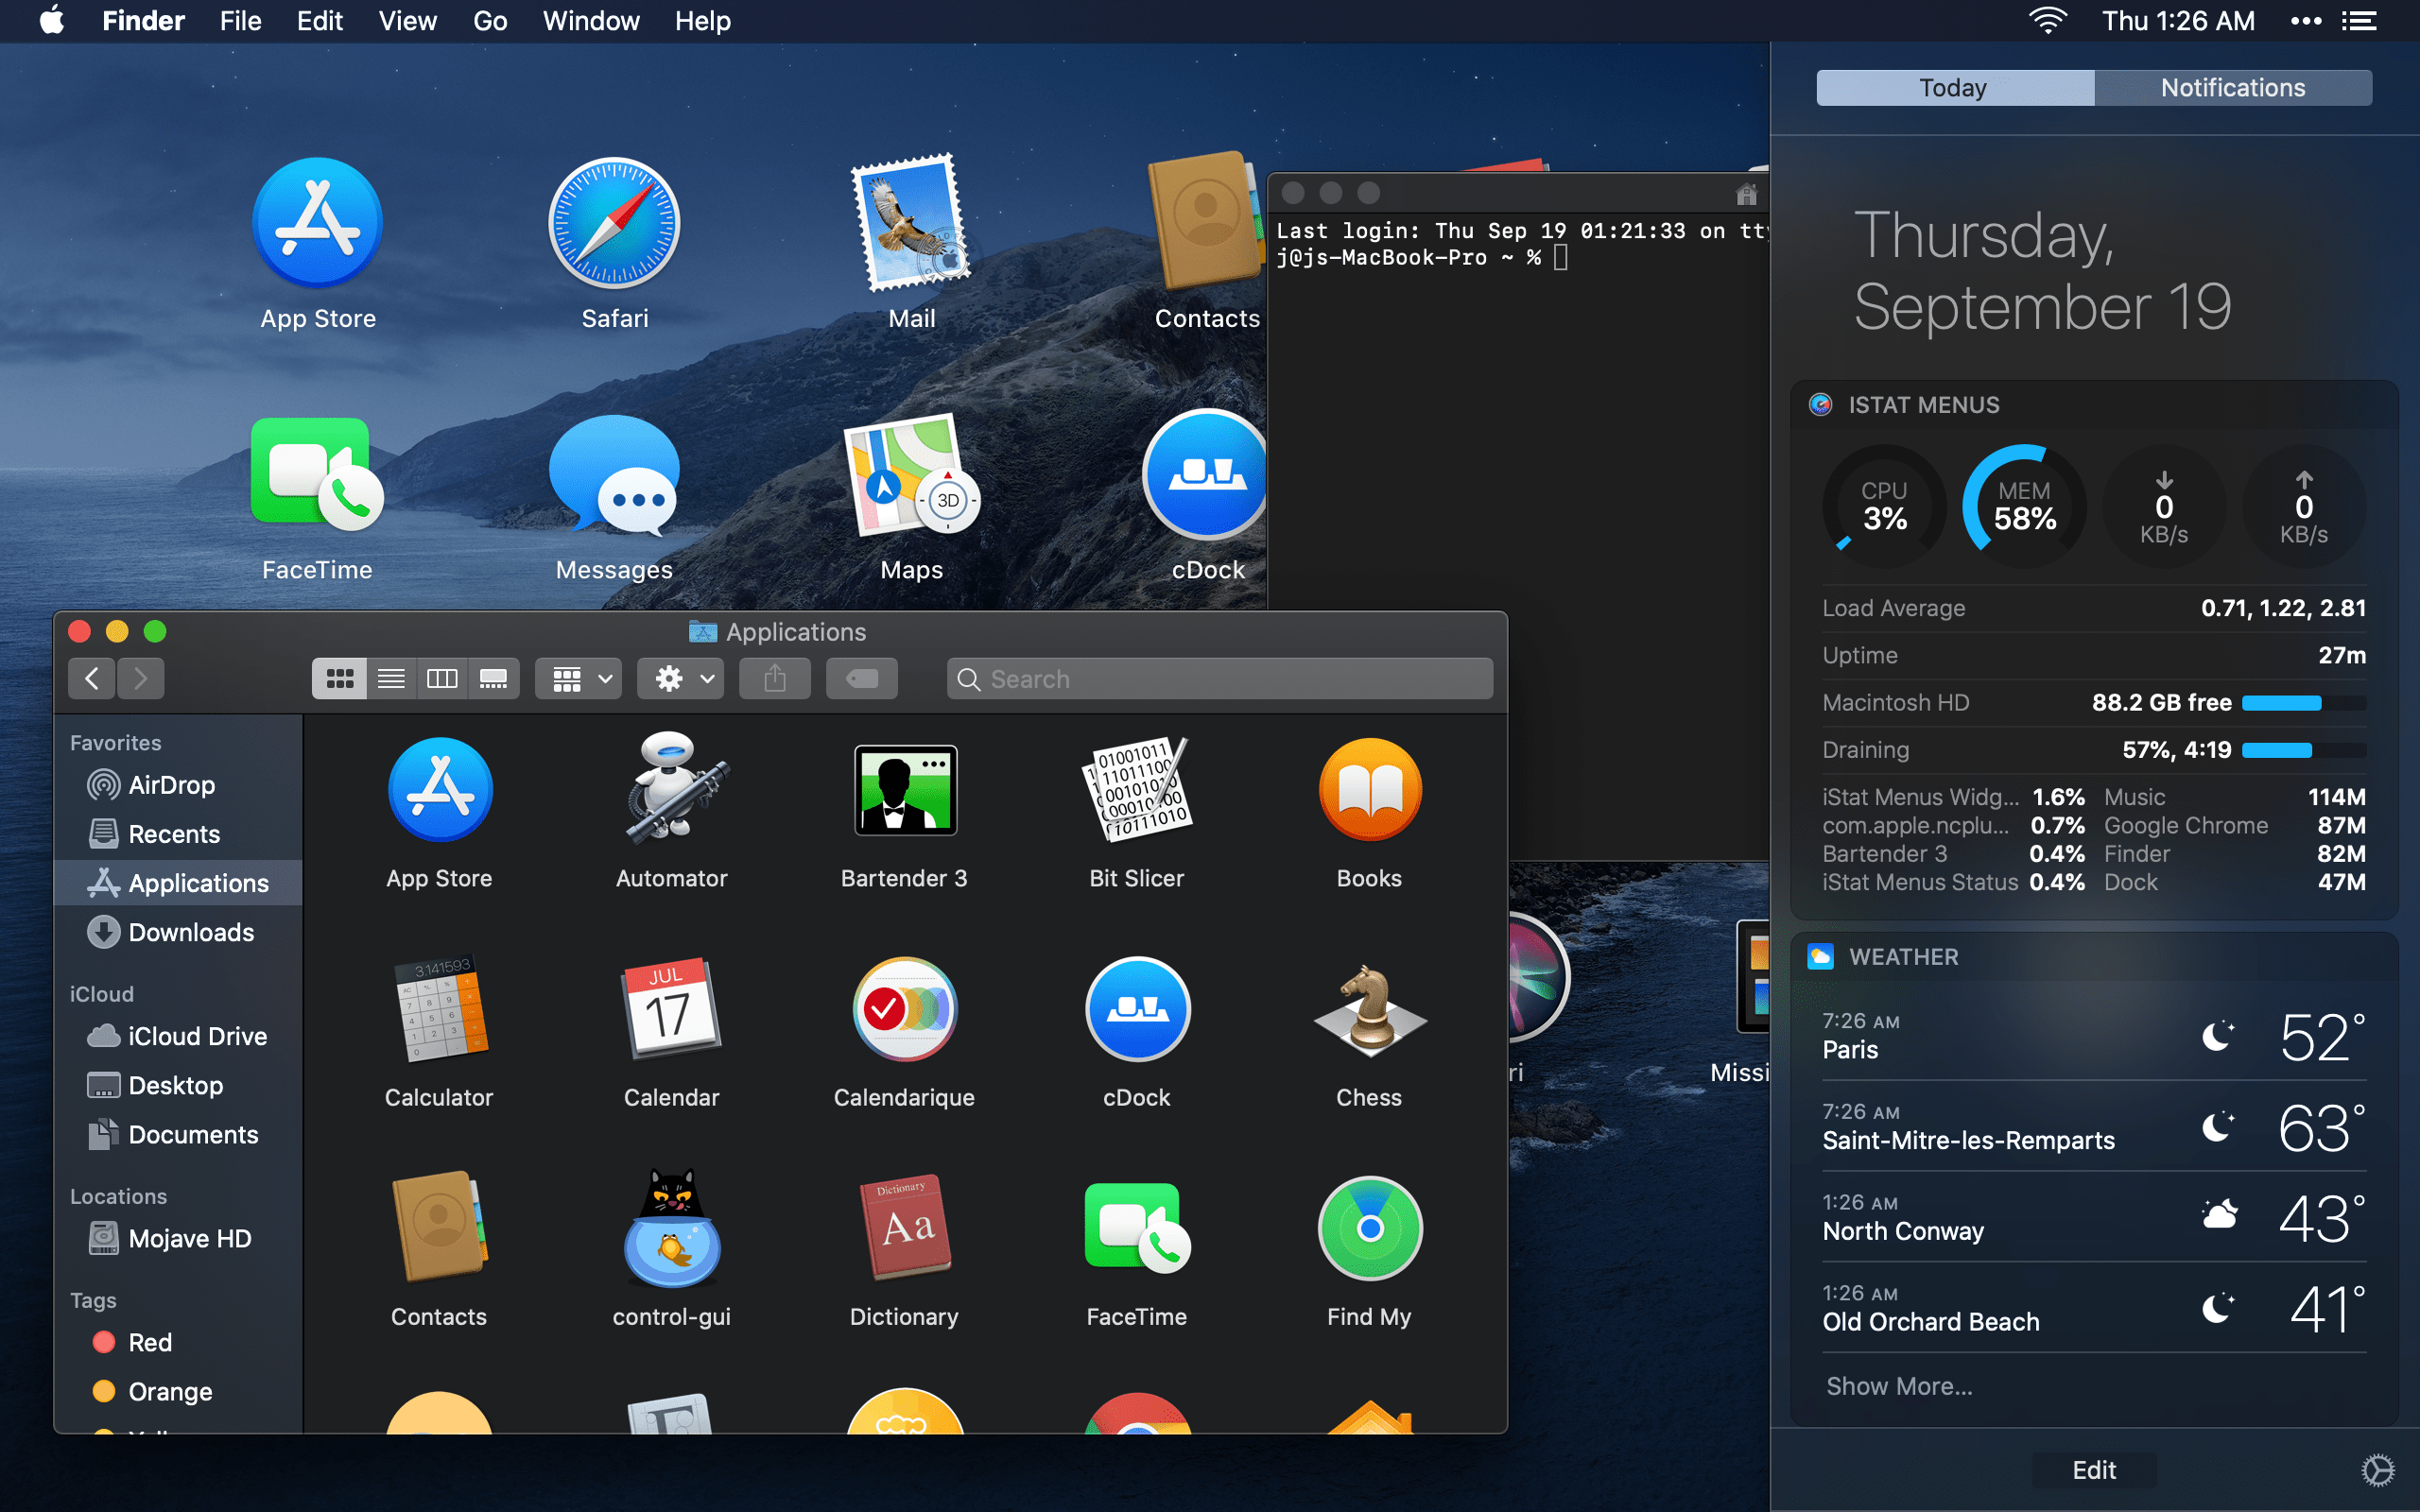 Finder File Edit View Go Window Help
Thu 1:26 AM
App Store Safari Mail Contacts
FaceTime Messages Maps cDock
3D
Last login: Thu Sep 19 01:21:33 on tty
j@js-MacBook-Pro ~ %
Applications
Search
Favorites
AirDrop
Recents
Applications
Downloads
iCloud
iCloud Drive
Desktop
Documents
Locations
Mojave HD
Tags
Red
Orange
App Store Automator Bartender 3 Bit Slicer Books
3.141593
JUL
17
Calculator Calendar Calendarique cDock Chess
Dictionary
Aa
Contacts control-gui Dictionary FaceTime Find My
ri
Missi
Today Notifications
Thursday,
September 19
ISTAT MENUS
CPU
3%
MEM
58%
0
KB/s
0
KB/s
Load Average 0.71, 1.22, 2.81
Uptime 27m
Macintosh HD 88.2 GB free
Draining 57%, 4:19
iStat Menus Widg... 1.6% Music 114M
com.apple.ncplu... 0.7% Google Chrome 87M
Bartender 3 0.4% Finder 82M
iStat Menus Status 0.4% Dock 47M
WEATHER
7:26 AM
Paris 52°
7:26 AM
Saint-Mitre-les-Remparts 63°
1:26 AM
North Conway 43°
1:26 AM
Old Orchard Beach 41°
Show More...
Edit